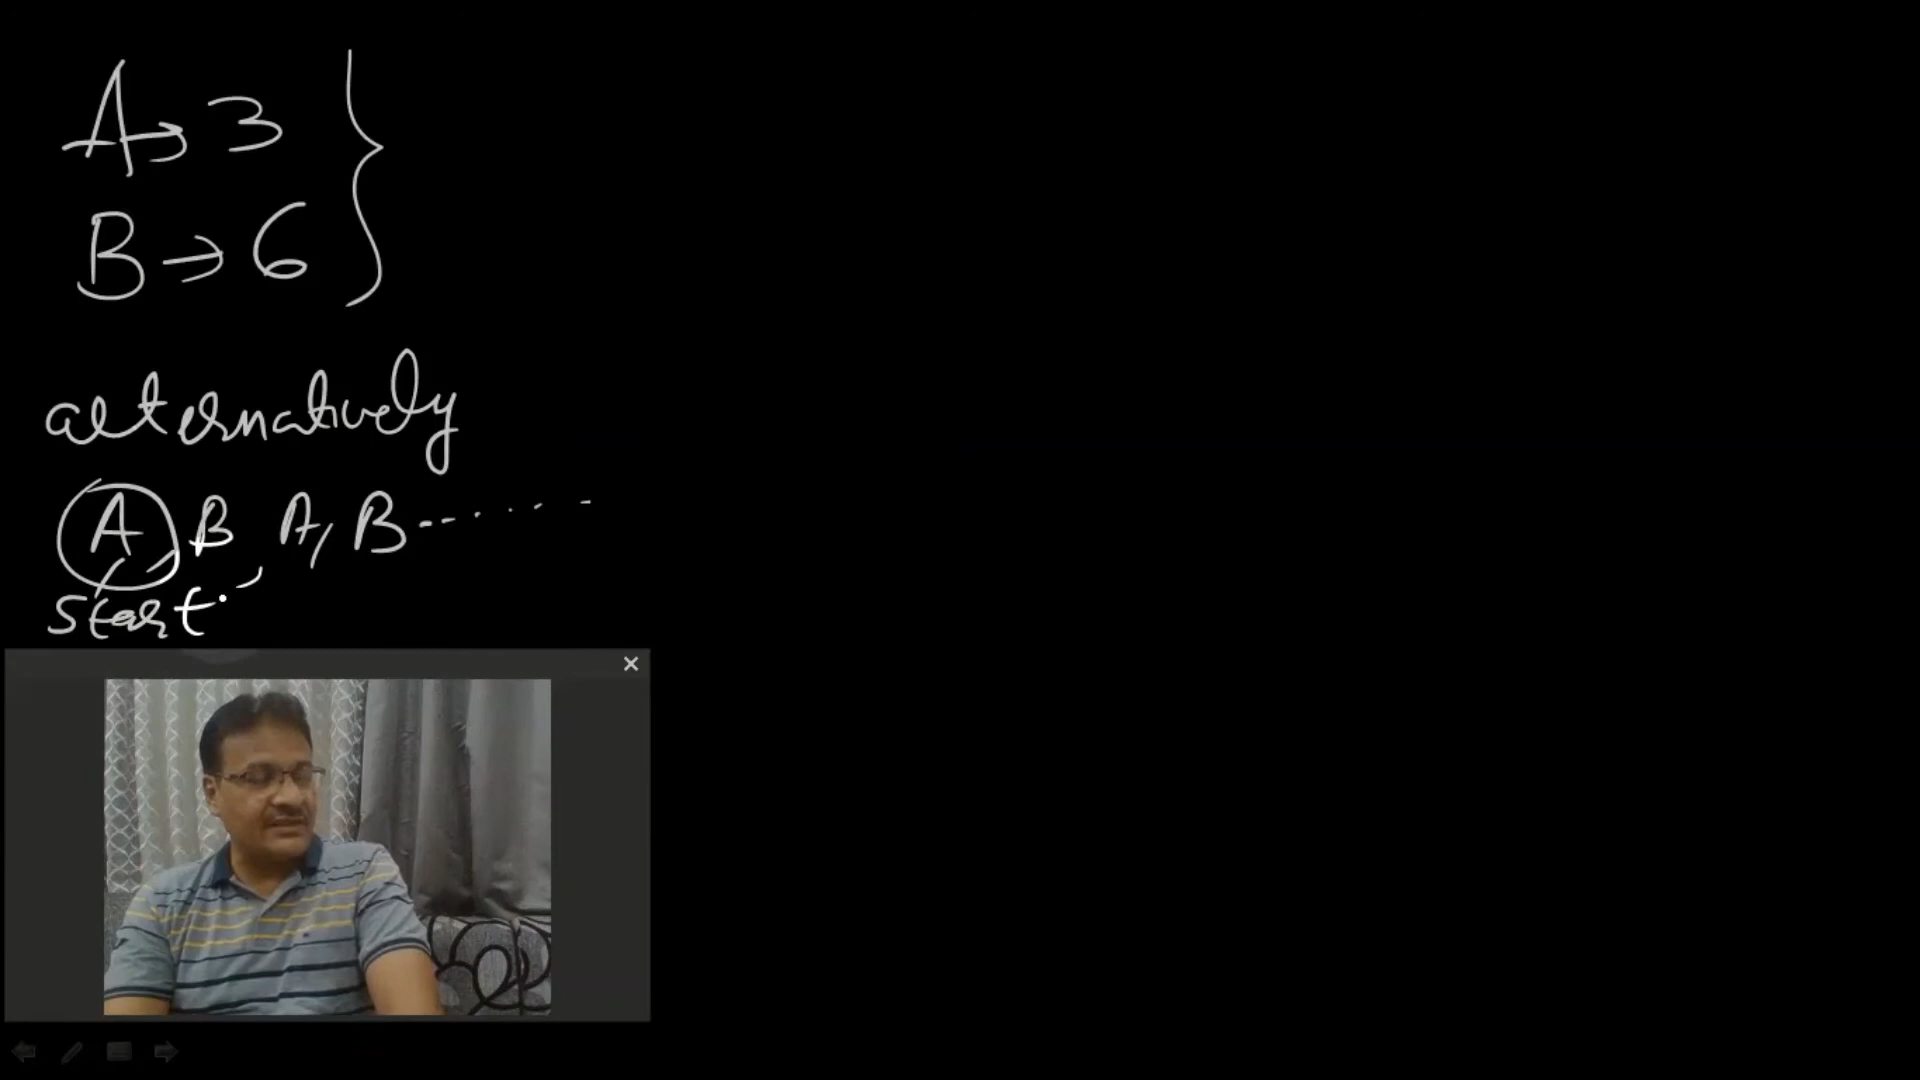 A → 3
B → 6
alternatively
A B A, B -- . . . . -
start